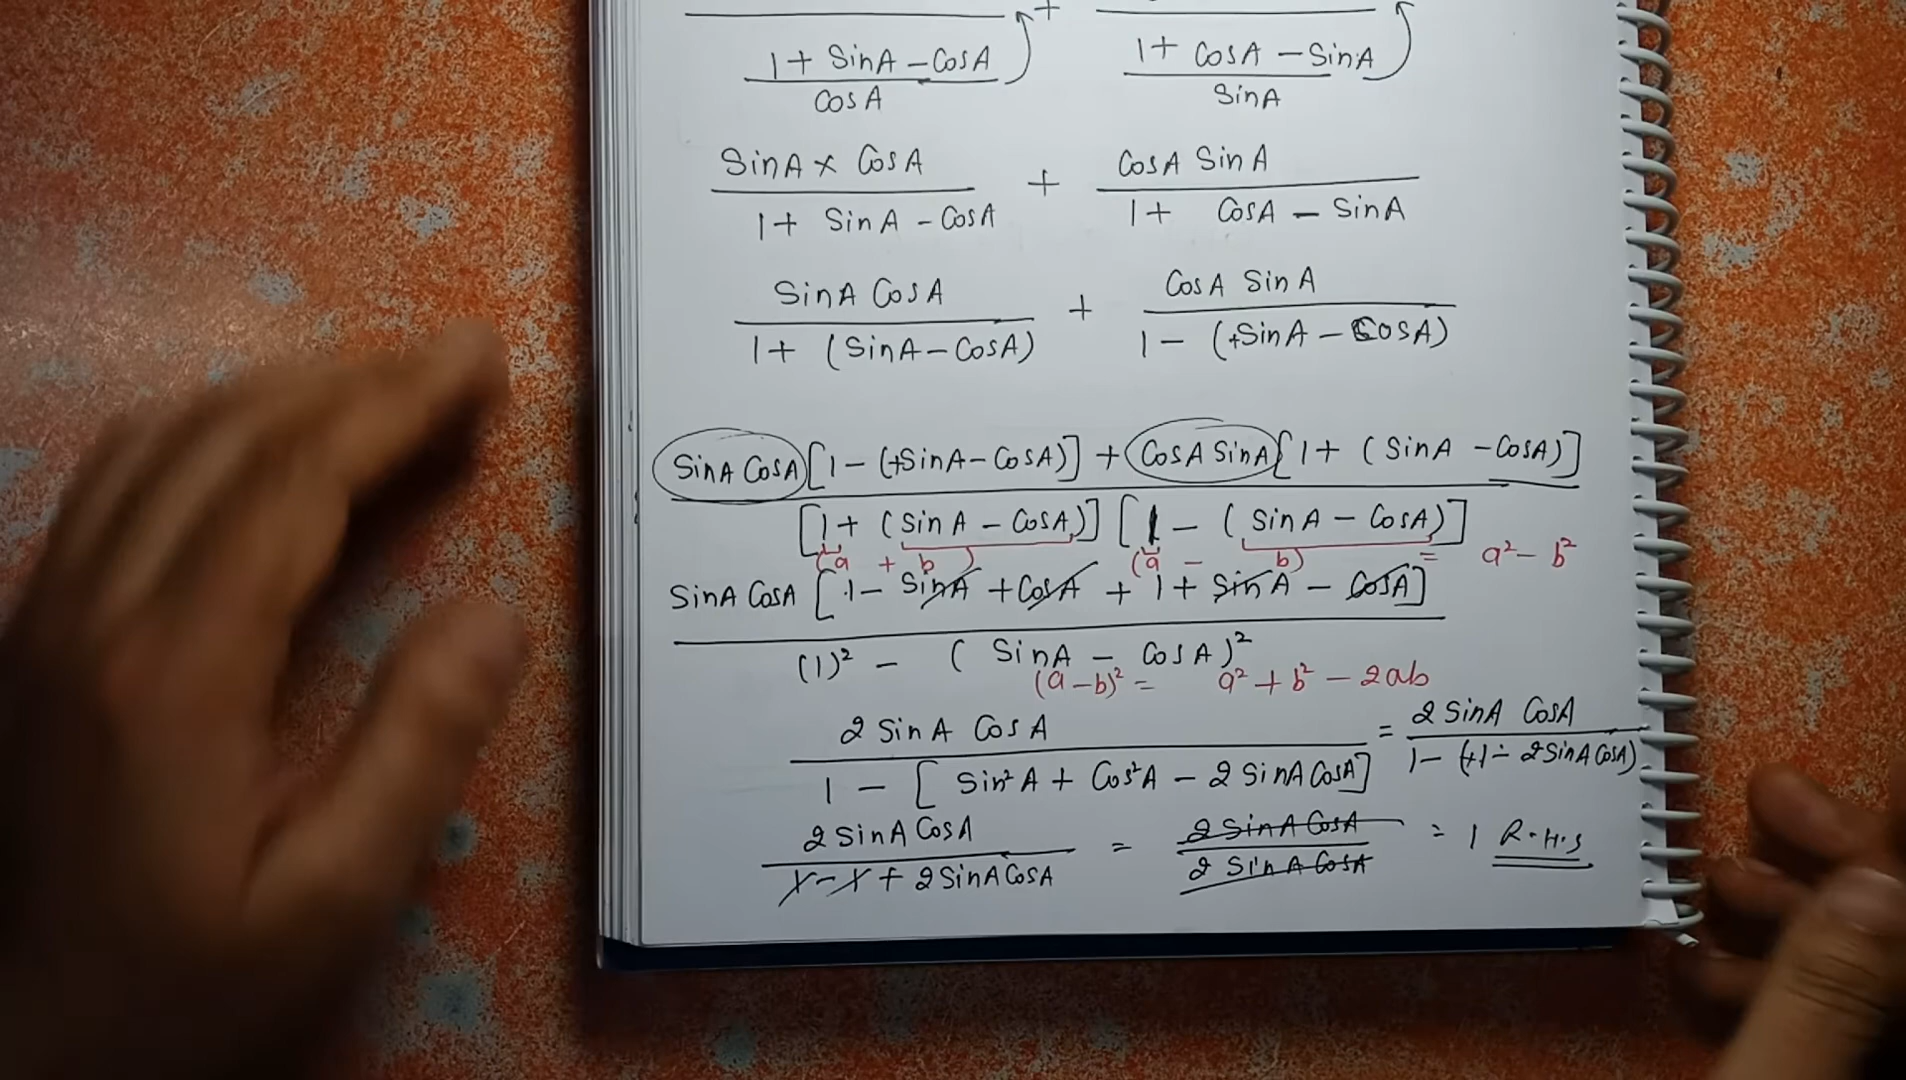 +
1 + SinA - CosA     1 + CosA - SinA
CosA     SinA
SinA x CosA + CosA SinA
1 + SinA - CosA     1 + CosA - SinA
SinA CosA + CosA SinA
1 + (SinA - CosA)     1 - (+SinA - CosA)
SinA CosA [1 - (+SinA - CosA)] + CosA SinA [1 + (SinA - CosA)]
[1 + (SinA - CosA)] [1 - (SinA - CosA)]
(a + b) (a - b) = a² - b²
SinA CosA [1 - SinA + CosA + 1 + SinA - CosA]
(1)² - (SinA - CosA)²
(a - b)² = a² + b² - 2ab
2 SinA CosA = 2 SinA CosA
1 - [Sin²A + Cos²A - 2 SinA CosA]     1 - (+1 - 2 SinA CosA)
2 SinA CosA = 2 SinA CosA = 1 R.H.S
1 - 1 + 2 SinA CosA     2 SinA CosA